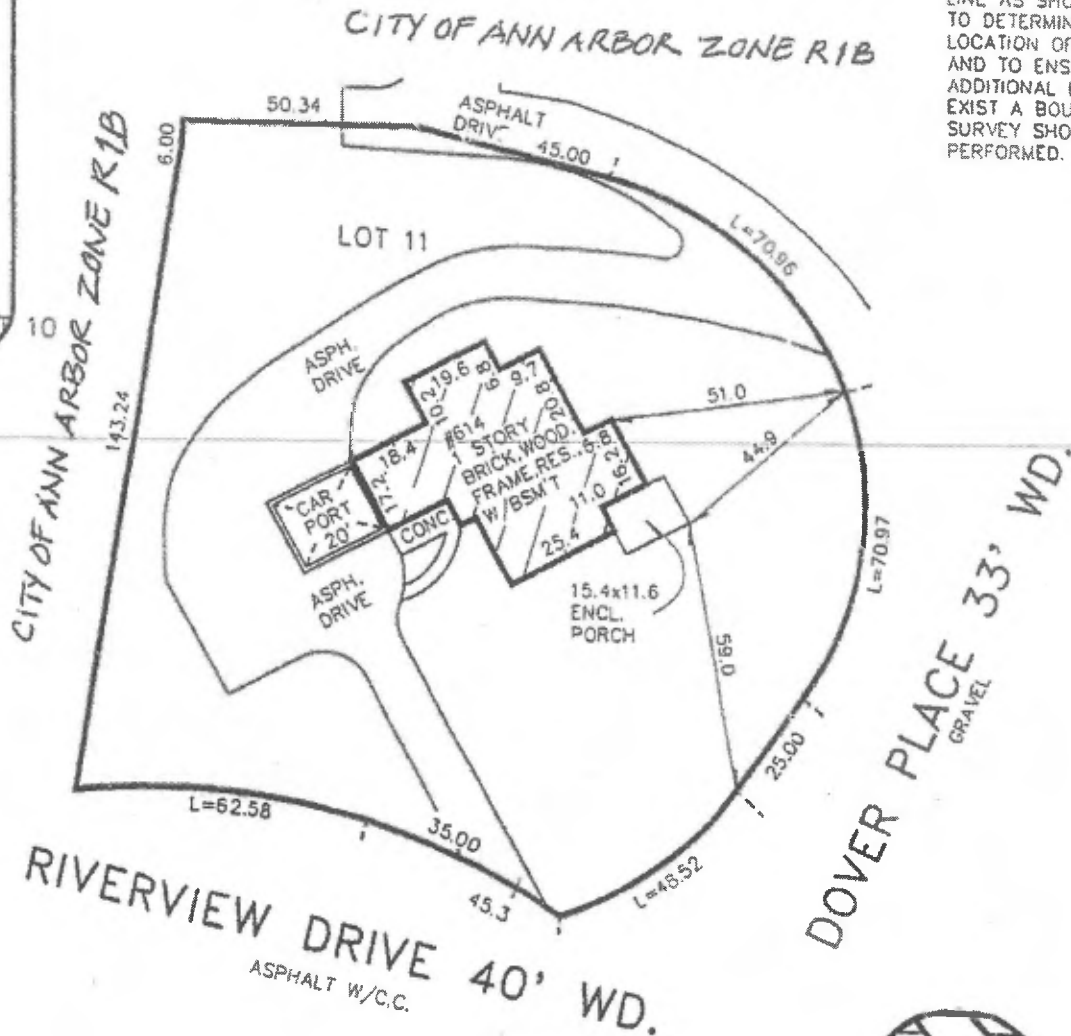 CITY OF ANN ARBOR ZONE R1B
TO DETERMIN
LOCATION OF
AND TO ENS
ADDITIONAL
EXIST A BOU
SURVEY SHO
PERFORMED.
50.34
ASPHALT
45.00
6.00
L=70.96
CITY OF ANN ARBOR ZONE R1B
LOT 11
10
143.24
ASPH.
DRIVE
19.6
6.8
9.7
10.2
20.8
18.4
#614
1 STORY
BRICK,WOOD.
FRAME.RES.
W/BSM'T
6.8
16.2
17.2
11.0
25.4
51.0
44.9
CAR
PORT
20'
CONC
ASPH.
DRIVE
15.4x11.6
ENCL.
PORCH
59.0
L=70.97
25.00
DOVER PLACE 33' WD.
GRAVEL
L=62.58
35.00
45.3
L=48.52
RIVERVIEW DRIVE 40' WD.
ASPHALT W/C.C.